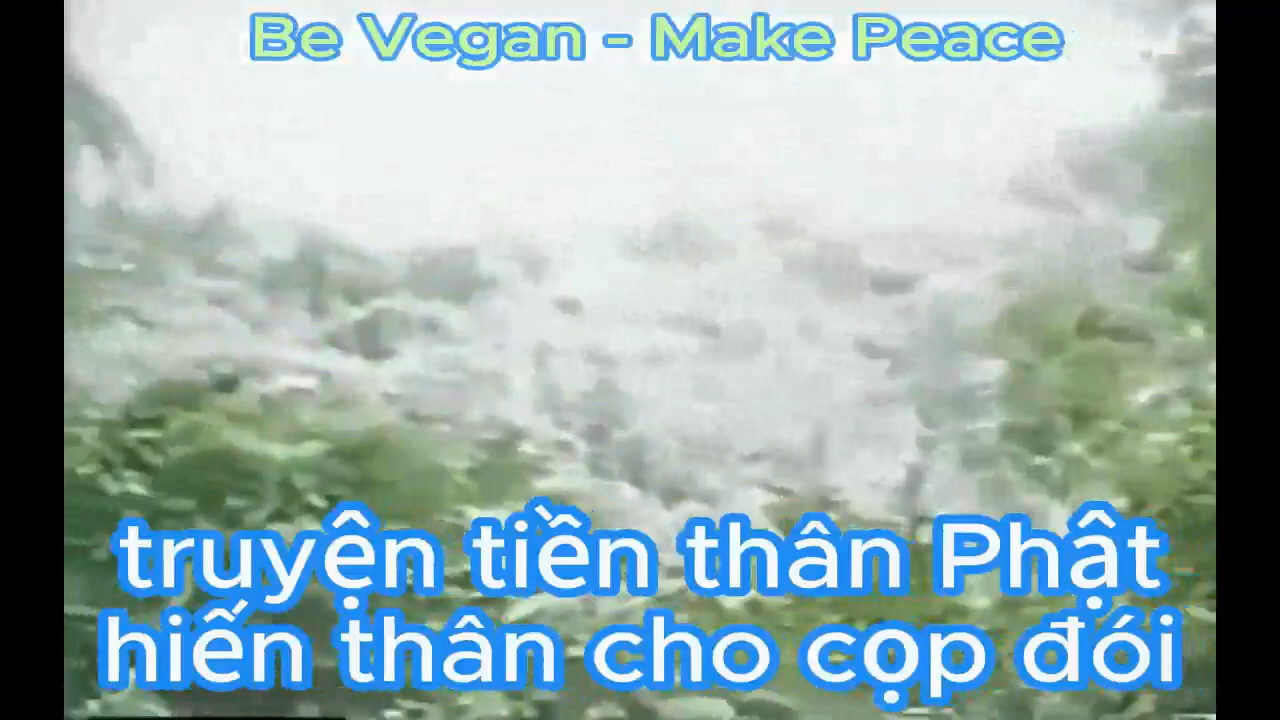 Be Vegan - Make Peace
truyện tiền thân Phật
hiến thân cho cọp đói